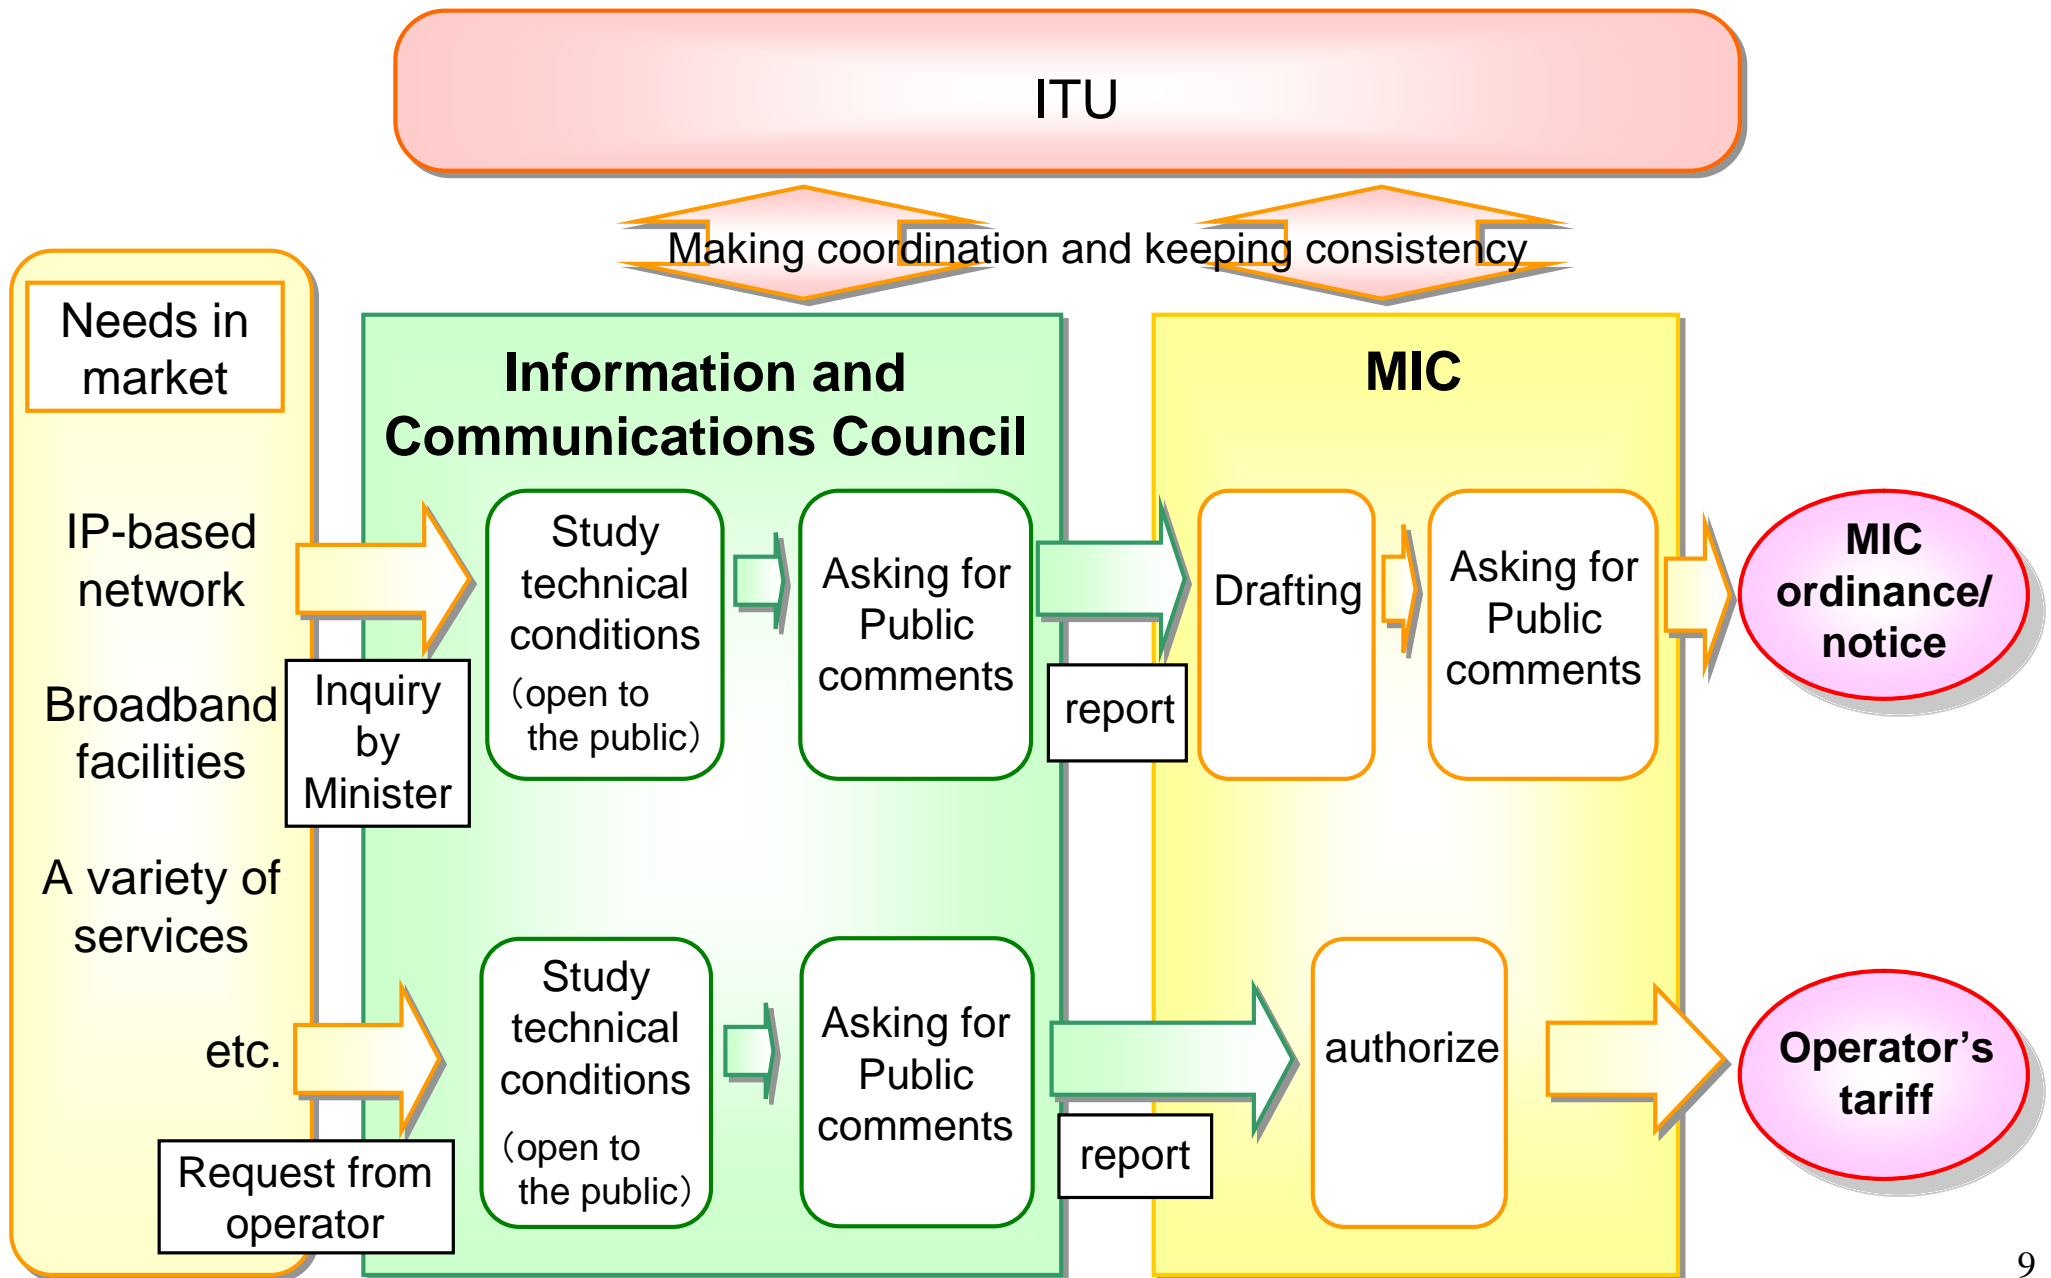 ITU
Making coordination and keeping consistency
Needs in
market
IP-based
network
Broadband
facilities
A variety of
services
etc.
Inquiry
by
Minister
Request from
operator
Information and
Communications Council
Study
technical
conditions
（open to
the public）
Asking for
Public
comments
report
Study
technical
conditions
（open to
the public）
Asking for
Public
comments
report
MIC
Drafting
Asking for
Public
comments
authorize
MIC
ordinance/
notice
Operator’s
tariff
9